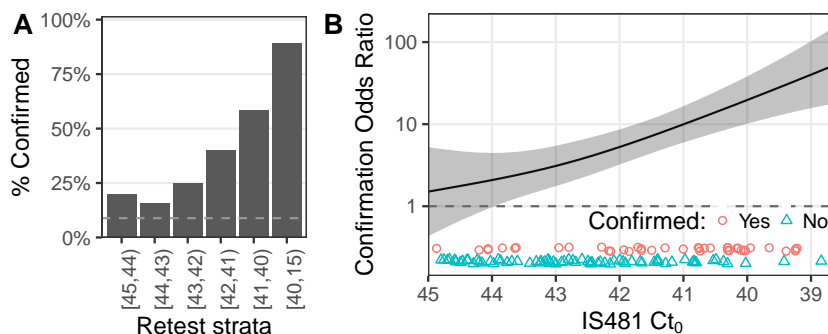 A
100%
75%
50%
25%
0%
% Confirmed
[45,44)
[44,43)
[43,42)
[42,41)
[41,40)
[40,15)
Retest strata
B
100
10
1
Confirmation Odds Ratio
Confirmed: Yes No
45 44 43 42 41 40 39
IS481 Ct0